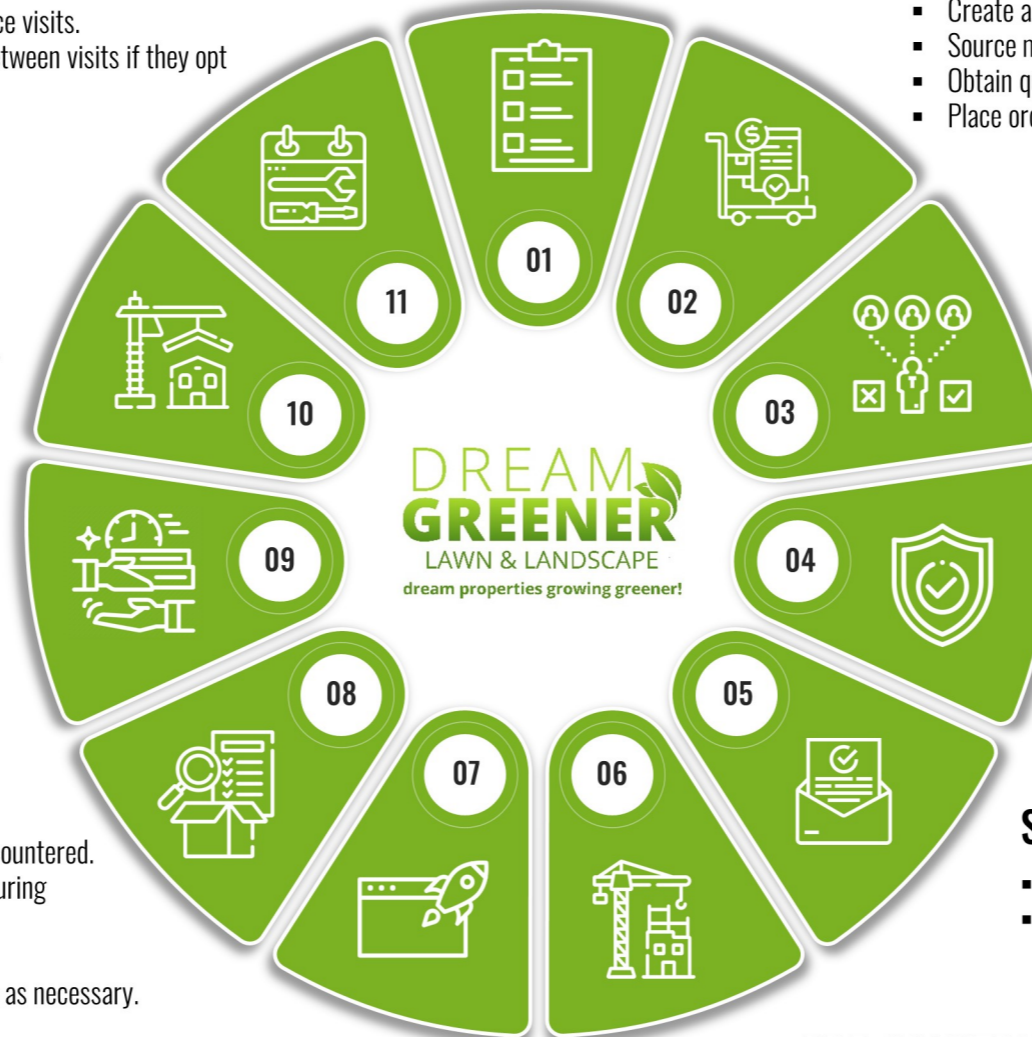 ce visits.
tween visits if they opt
▪ Create a
▪ Source n
▪ Obtain q
▪ Place ord
01
02
03
04
05
06
07
08
09
10
11
DREAM
GREENER
LAWN & LANDSCAPE
dream properties growing greener!
ountered.
uring
as necessary.
S